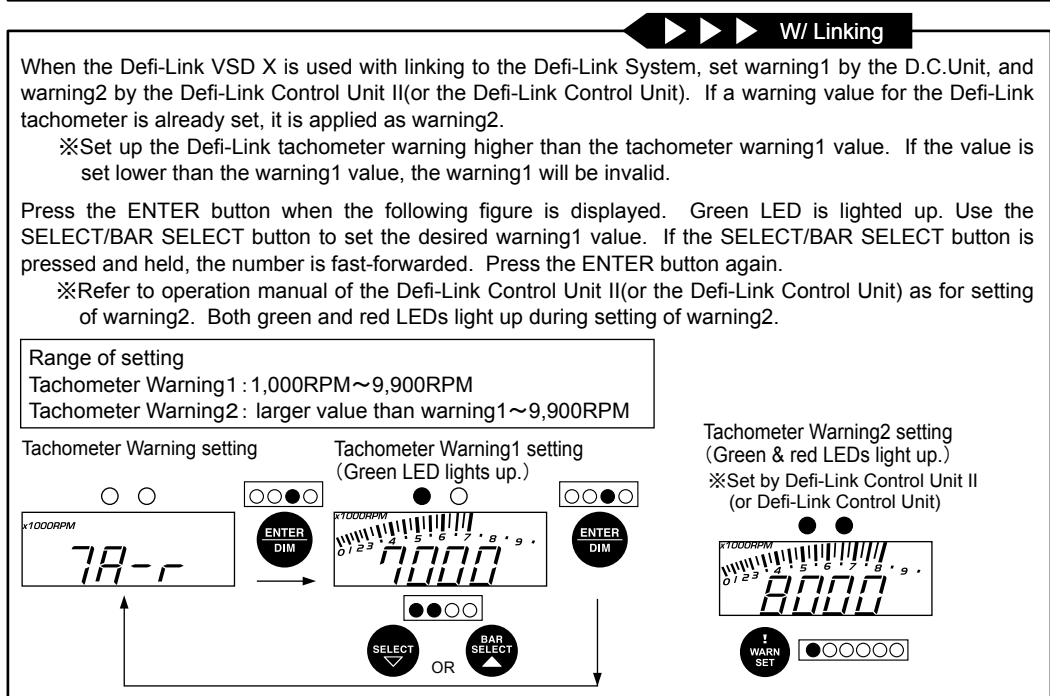 W/ Linking
When the Defi-Link VSD X is used with linking to the Defi-Link System, set warning1 by the D.C.Unit, and
warning2 by the Defi-Link Control Unit II(or the Defi-Link Control Unit).  If a warning value for the Defi-Link
tachometer is already set, it is applied as warning2.
※Set up the Defi-Link tachometer warning higher than the tachometer warning1 value.  If the value is
set lower than the warning1 value, the warning1 will be invalid.
Press the ENTER button when the following figure is displayed.  Green LED is lighted up. Use the
SELECT/BAR SELECT button to set the desired warning1 value.  If the SELECT/BAR SELECT button is
pressed and held, the number is fast-forwarded.  Press the ENTER button again.
※Refer to operation manual of the Defi-Link Control Unit II(or the Defi-Link Control Unit) as for setting
of warning2.  Both green and red LEDs light up during setting of warning2.
Range of setting
Tachometer Warning1：1,000RPM～9,900RPM
Tachometer Warning2：larger value than warning1～9,900RPM
Tachometer Warning setting
x1000RPM
7A-r
ENTER
DIM
Tachometer Warning1 setting
（Green LED lights up.）
x1000RPM
0 1 2 3 · 4 · 5 · 6 · 7 · 8 · 9 ·
7000
ENTER
DIM
SELECT
OR
BAR
SELECT
Tachometer Warning2 setting
（Green & red LEDs light up.）
※Set by Defi-Link Control Unit II
(or Defi-Link Control Unit)
x1000RPM
0 1 2 3 · 4 · 5 · 6 · 7 · 8 · 9 ·
8000
!
WARN
SET